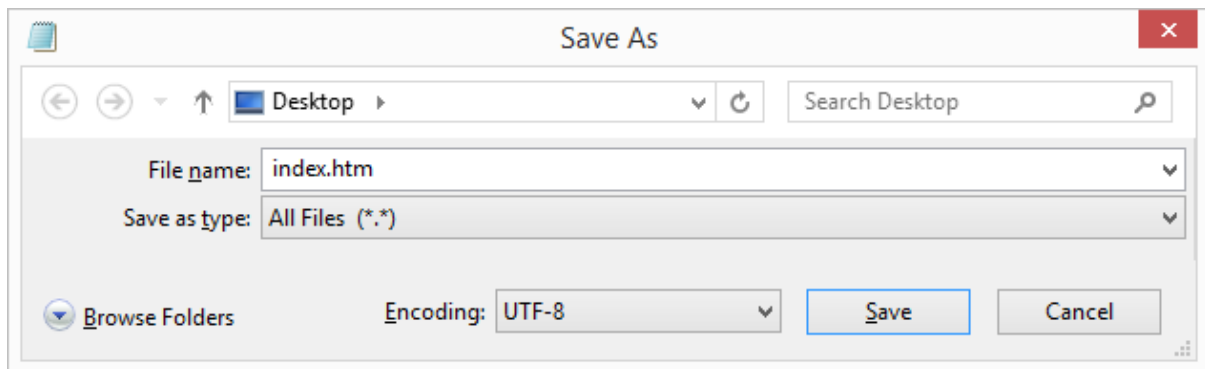 Save As
Desktop
Search Desktop
File name: index.htm
Save as type: All Files (*.*)
Browse Folders Encoding: UTF-8 Save Cancel